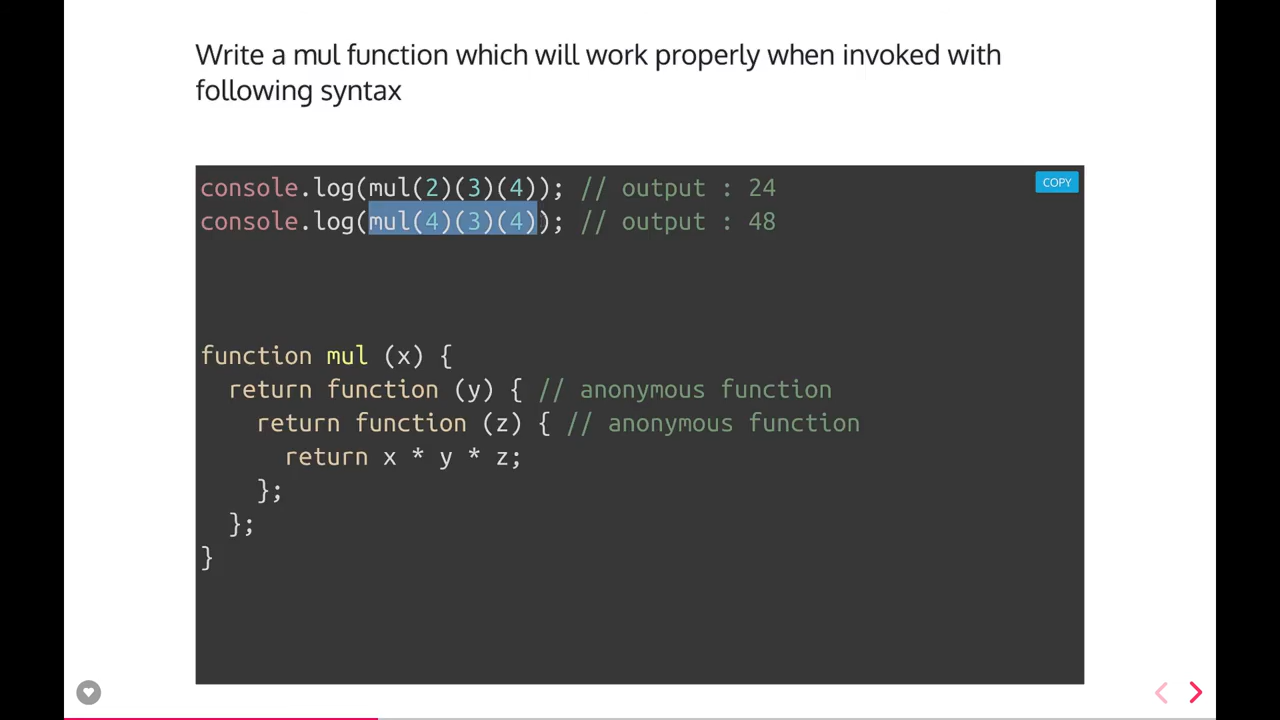 Write a mul function which will work properly when invoked with
following syntax
COPY
console.log(mul(2)(3)(4)); // output : 24
console.log(mul(4)(3)(4)); // output : 48
function mul (x) {
  return function (y) { // anonymous function
    return function (z) { // anonymous function
      return x * y * z;
    };
  };
}